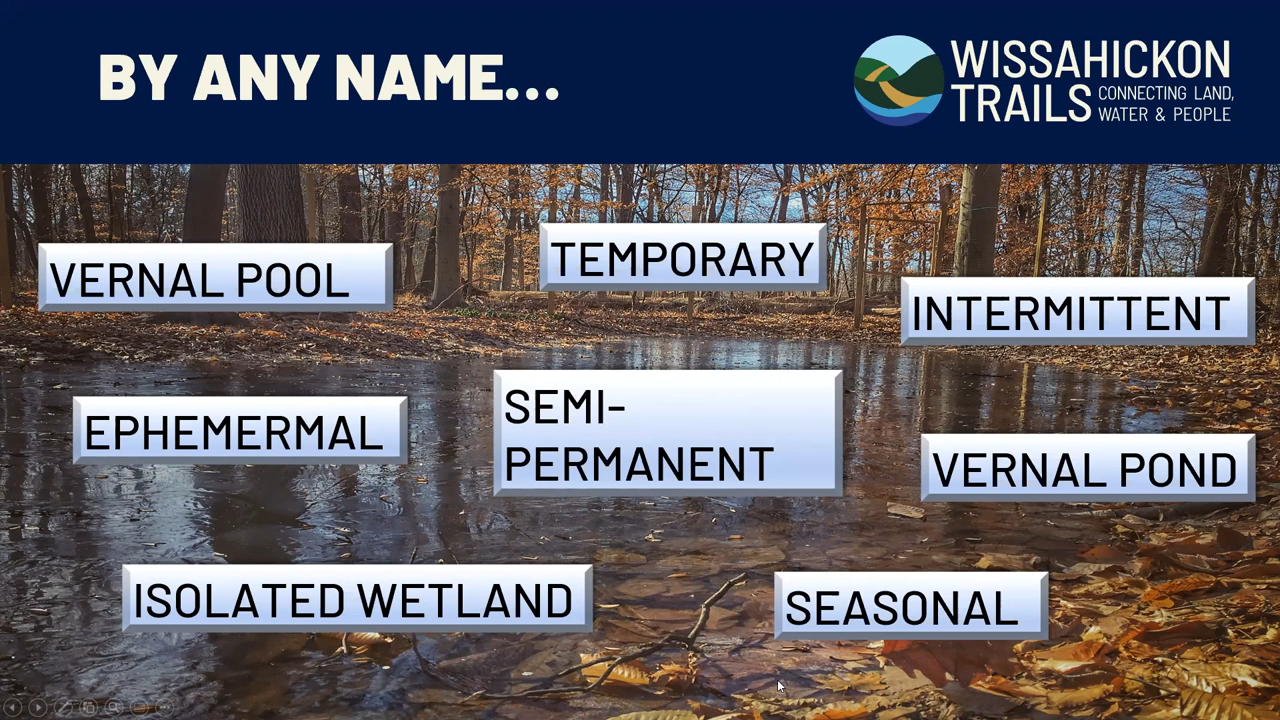 BY ANY NAME...
WISSAHICKON
TRAILS
CONNECTING LAND,
WATER & PEOPLE
VERNAL POOL
TEMPORARY
INTERMITTENT
EPHEMERMAL
SEMI-
PERMANENT
VERNAL POND
ISOLATED WETLAND
SEASONAL